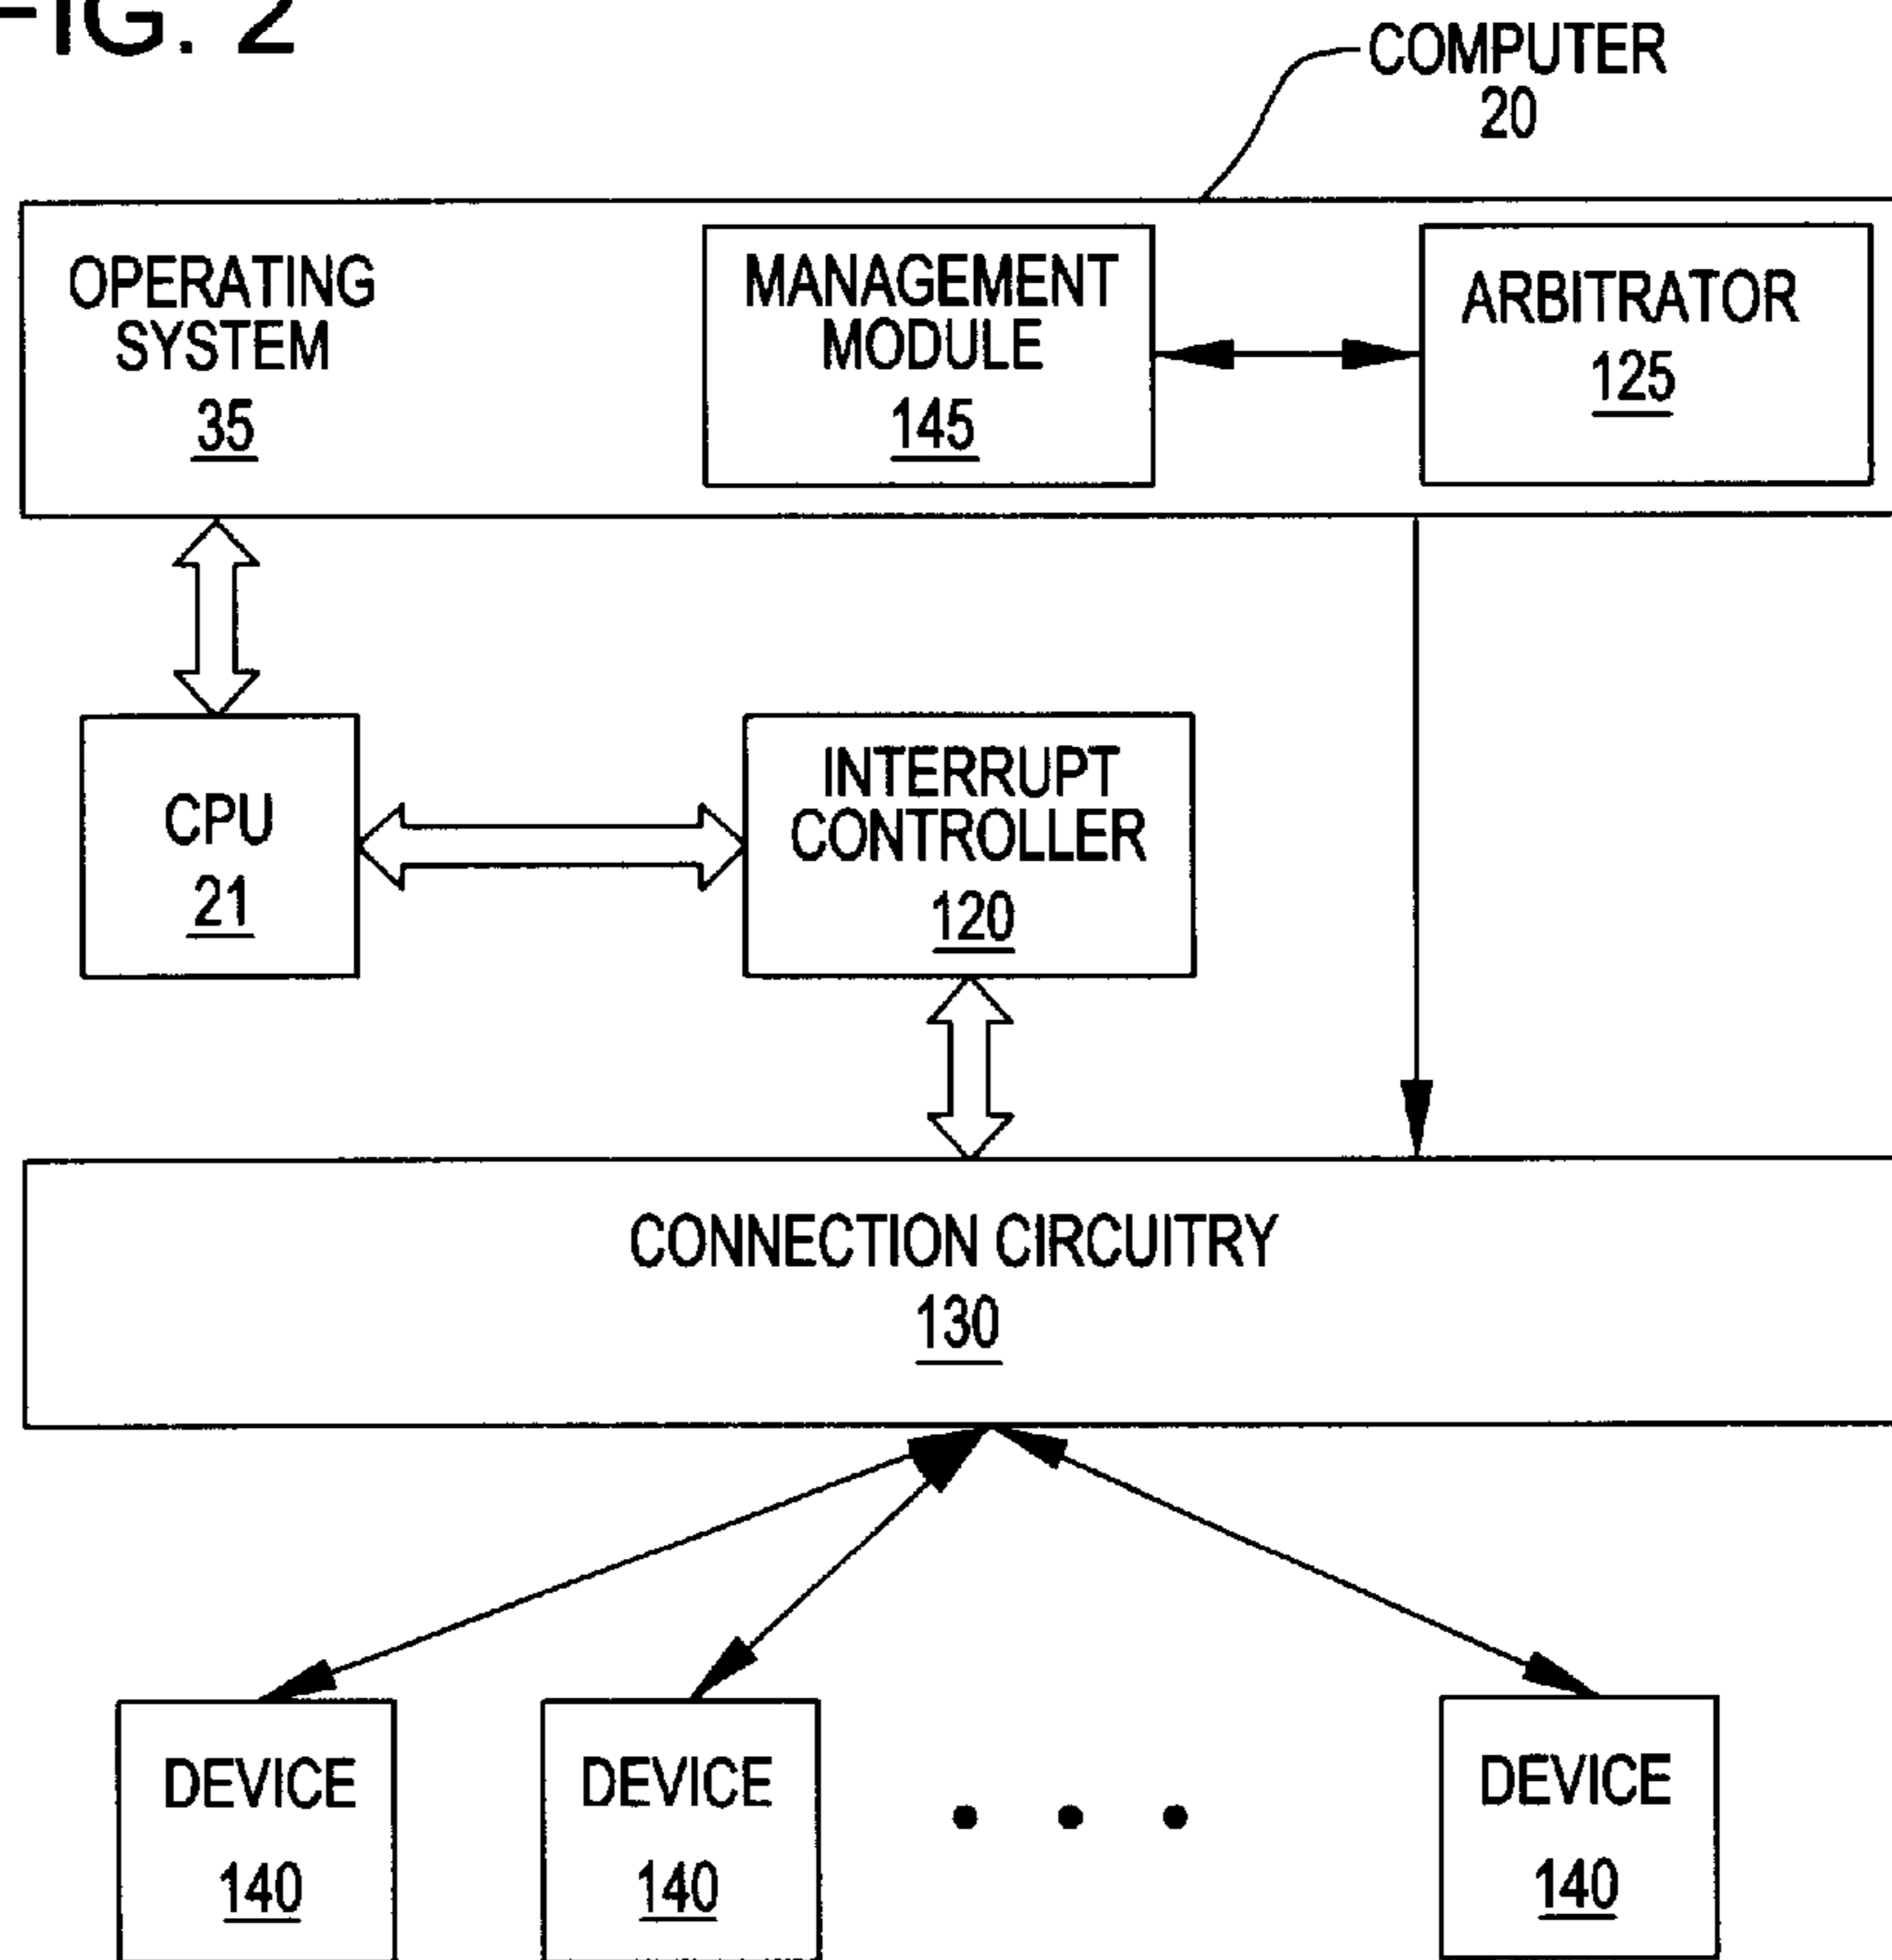 FIG. 2
COMPUTER
20
OPERATING
SYSTEM
35
MANAGEMENT
MODULE
145
ARBITRATOR
125
CPU
21
INTERRUPT
CONTROLLER
120
CONNECTION CIRCUITRY
130
DEVICE
140
DEVICE
140
DEVICE
140